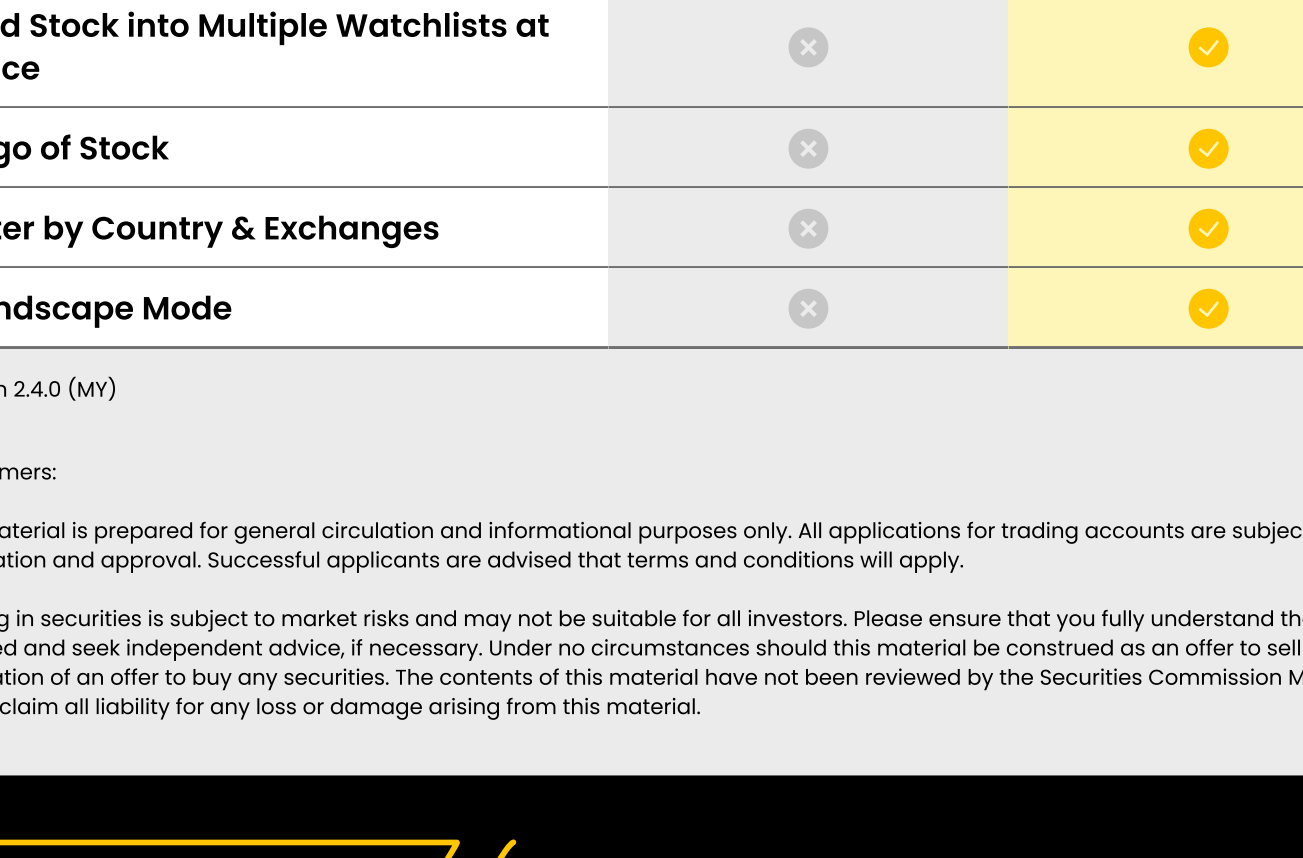 d Stock into Multiple Watchlists at
ce
go of Stock
ter by Country & Exchanges
ndscape Mode
n 2.4.0 (MY)
mers:
aterial is prepared for general circulation and informational purposes only. All applications for trading accounts are subjec
ation and approval. Successful applicants are advised that terms and conditions will apply.
g in securities is subject to market risks and may not be suitable for all investors. Please ensure that you fully understand th
ed and seek independent advice, if necessary. Under no circumstances should this material be construed as an offer to sell
ation of an offer to buy any securities. The contents of this material have not been reviewed by the Securities Commission M
claim all liability for any loss or damage arising from this material.